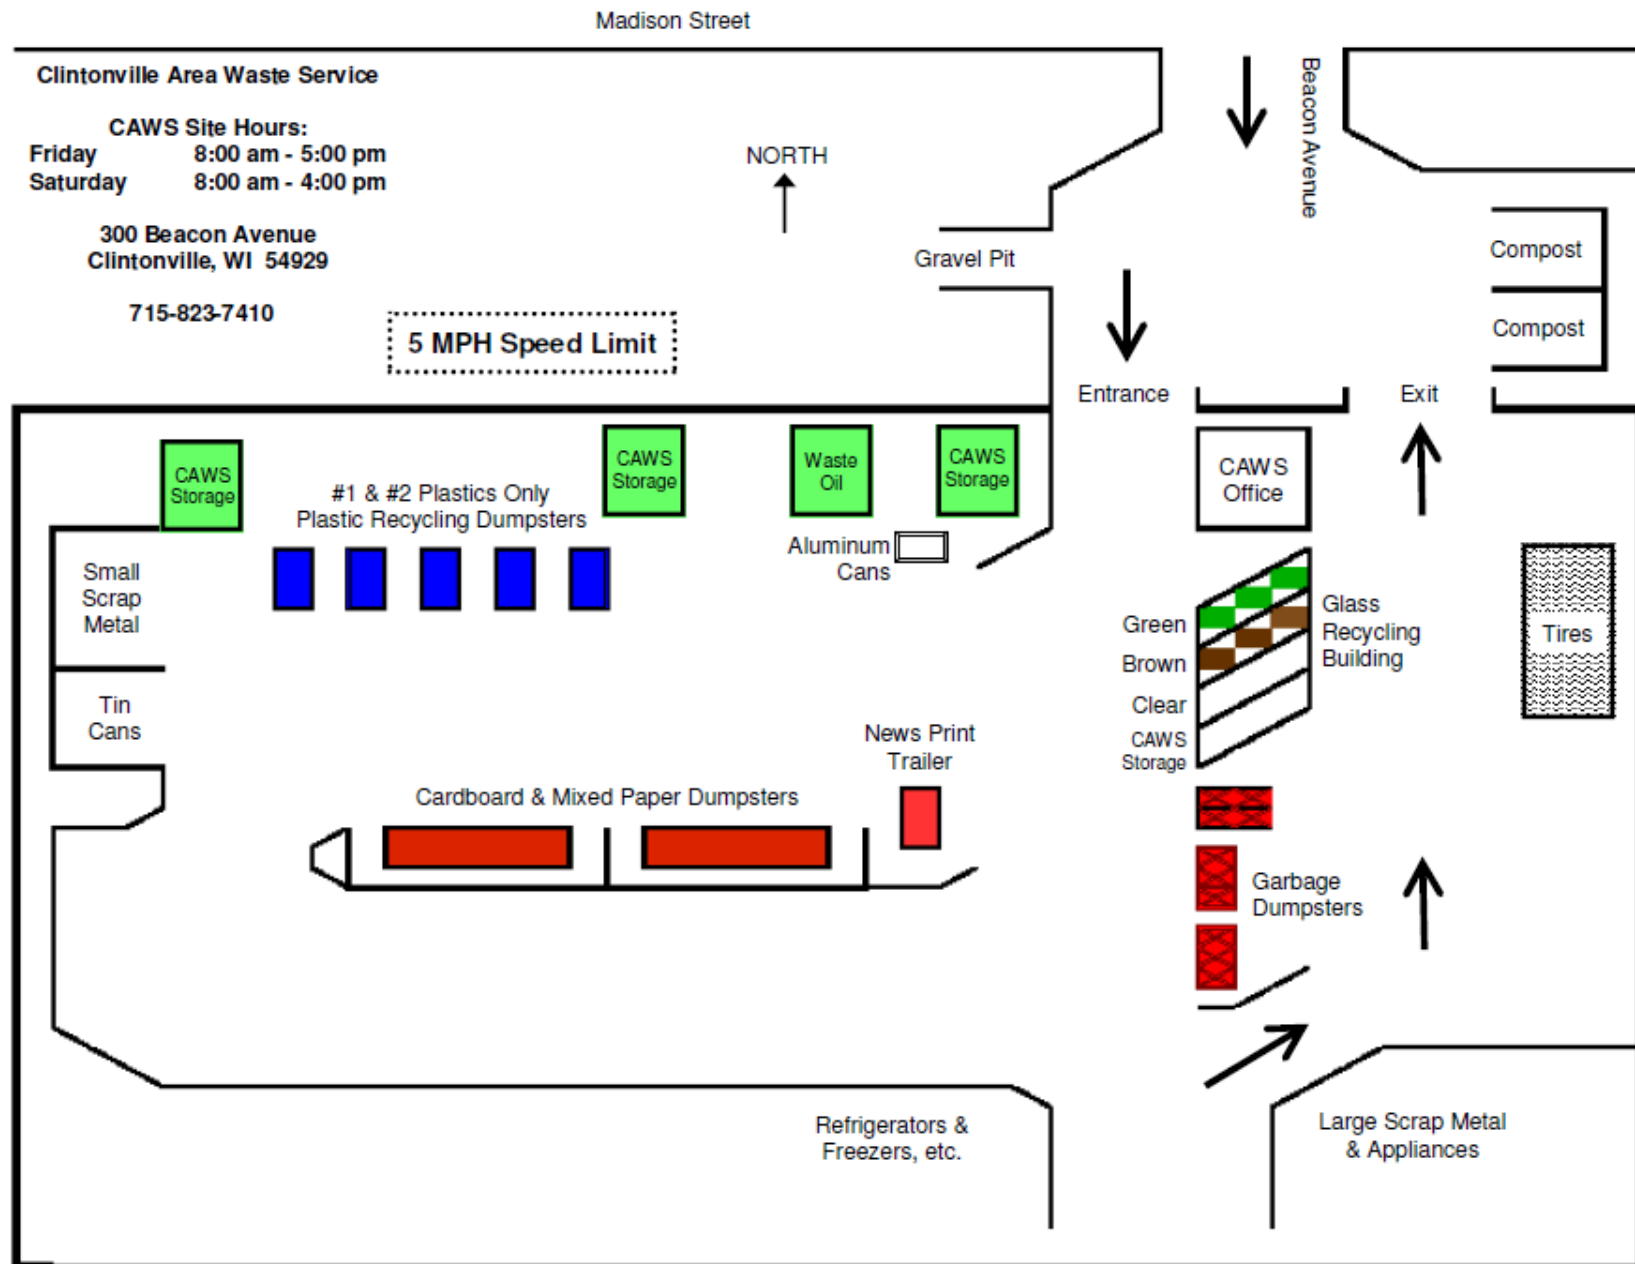 Madison Street
Clintonville Area Waste Service
CAWS Site Hours:
Friday 8:00 am - 5:00 pm
Saturday 8:00 am - 4:00 pm
300 Beacon Avenue
Clintonville, WI 54929
715-823-7410
5 MPH Speed Limit
NORTH
Beacon Avenue
Gravel Pit
Compost
Compost
Entrance
Exit
CAWS
Storage
#1 & #2 Plastics Only
Plastic Recycling Dumpsters
CAWS
Storage
Waste
Oil
CAWS
Storage
CAWS
Office
Aluminum
Cans
Small
Scrap
Metal
Tin
Cans
Green
Brown
Clear
CAWS
Storage
Glass
Recycling
Building
Tires
News Print
Trailer
Cardboard & Mixed Paper Dumpsters
Garbage
Dumpsters
Refrigerators &
Freezers, etc.
Large Scrap Metal
& Appliances